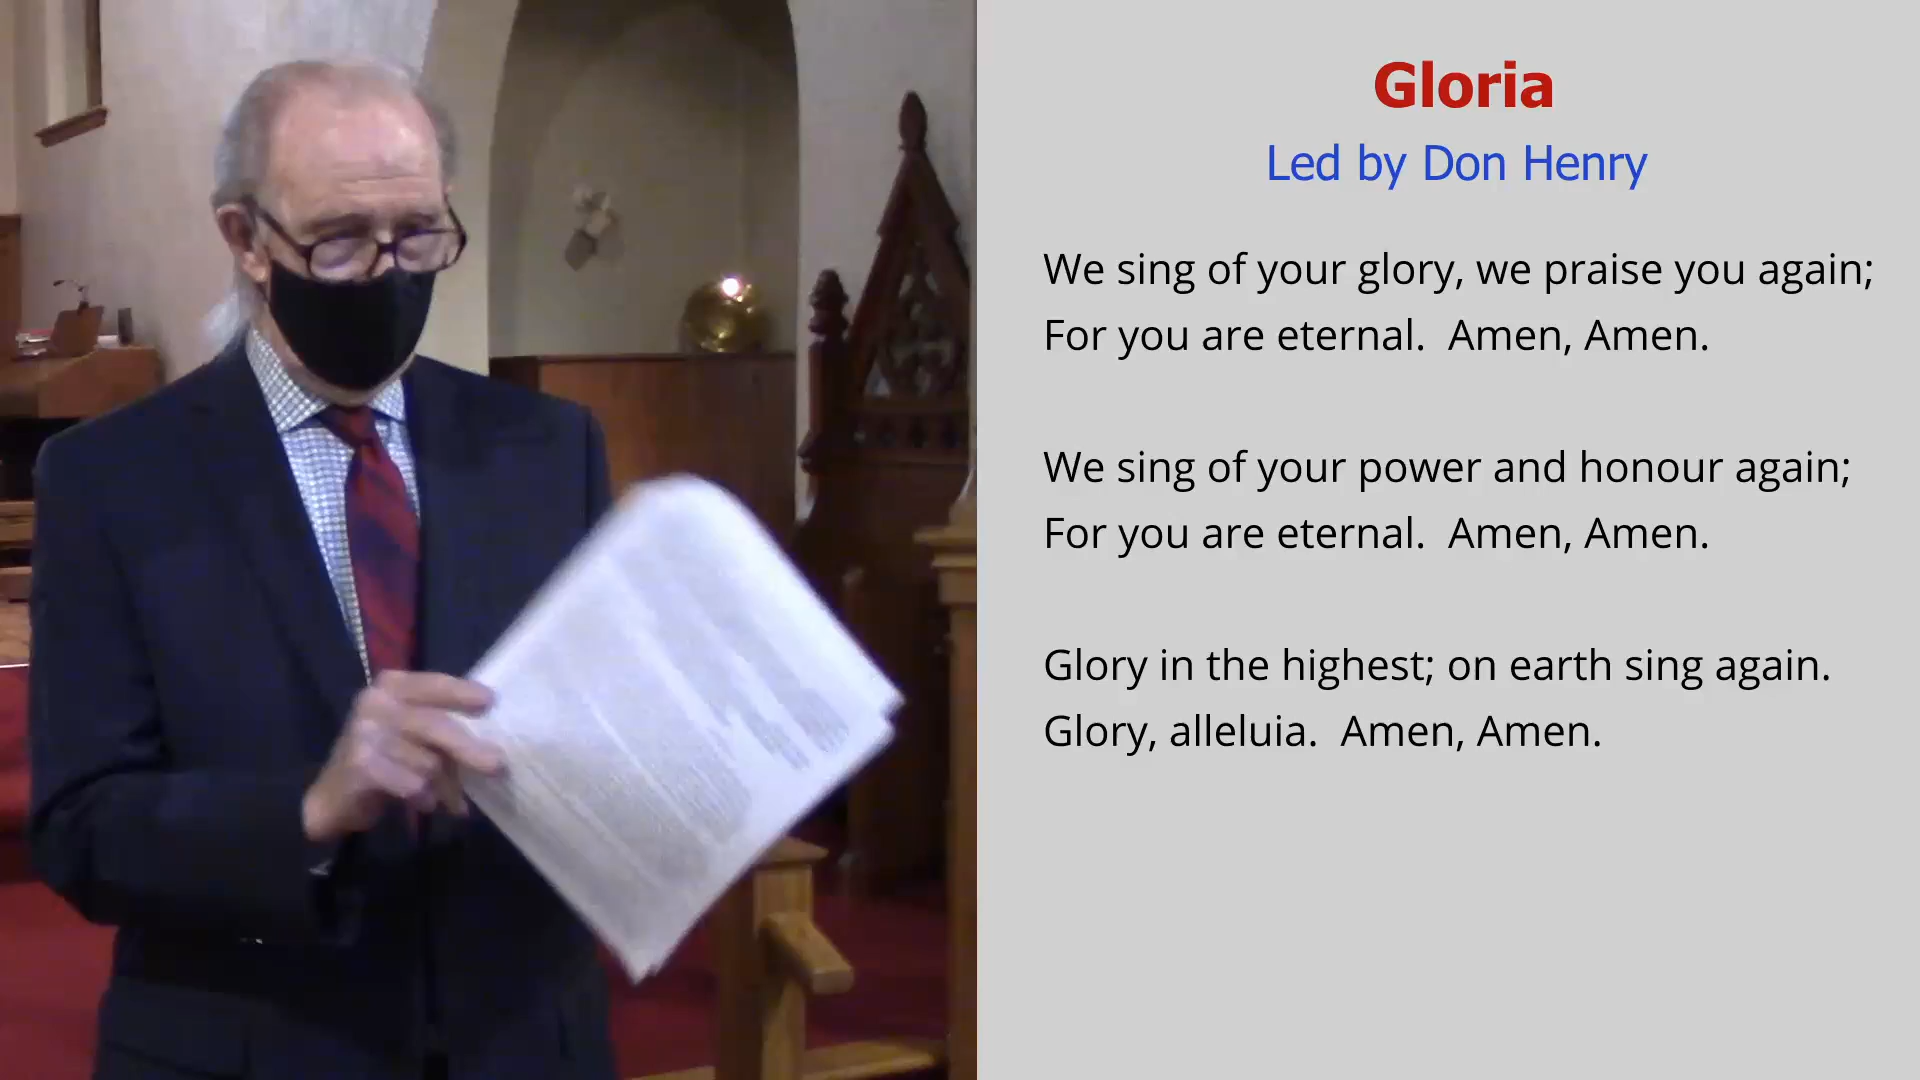 Gloria
Led by Don Henry
We sing of your glory, we praise you again;
For you are eternal.  Amen, Amen.
We sing of your power and honour again;
For you are eternal.  Amen, Amen.
Glory in the highest; on earth sing again.
Glory, alleluia.  Amen, Amen.